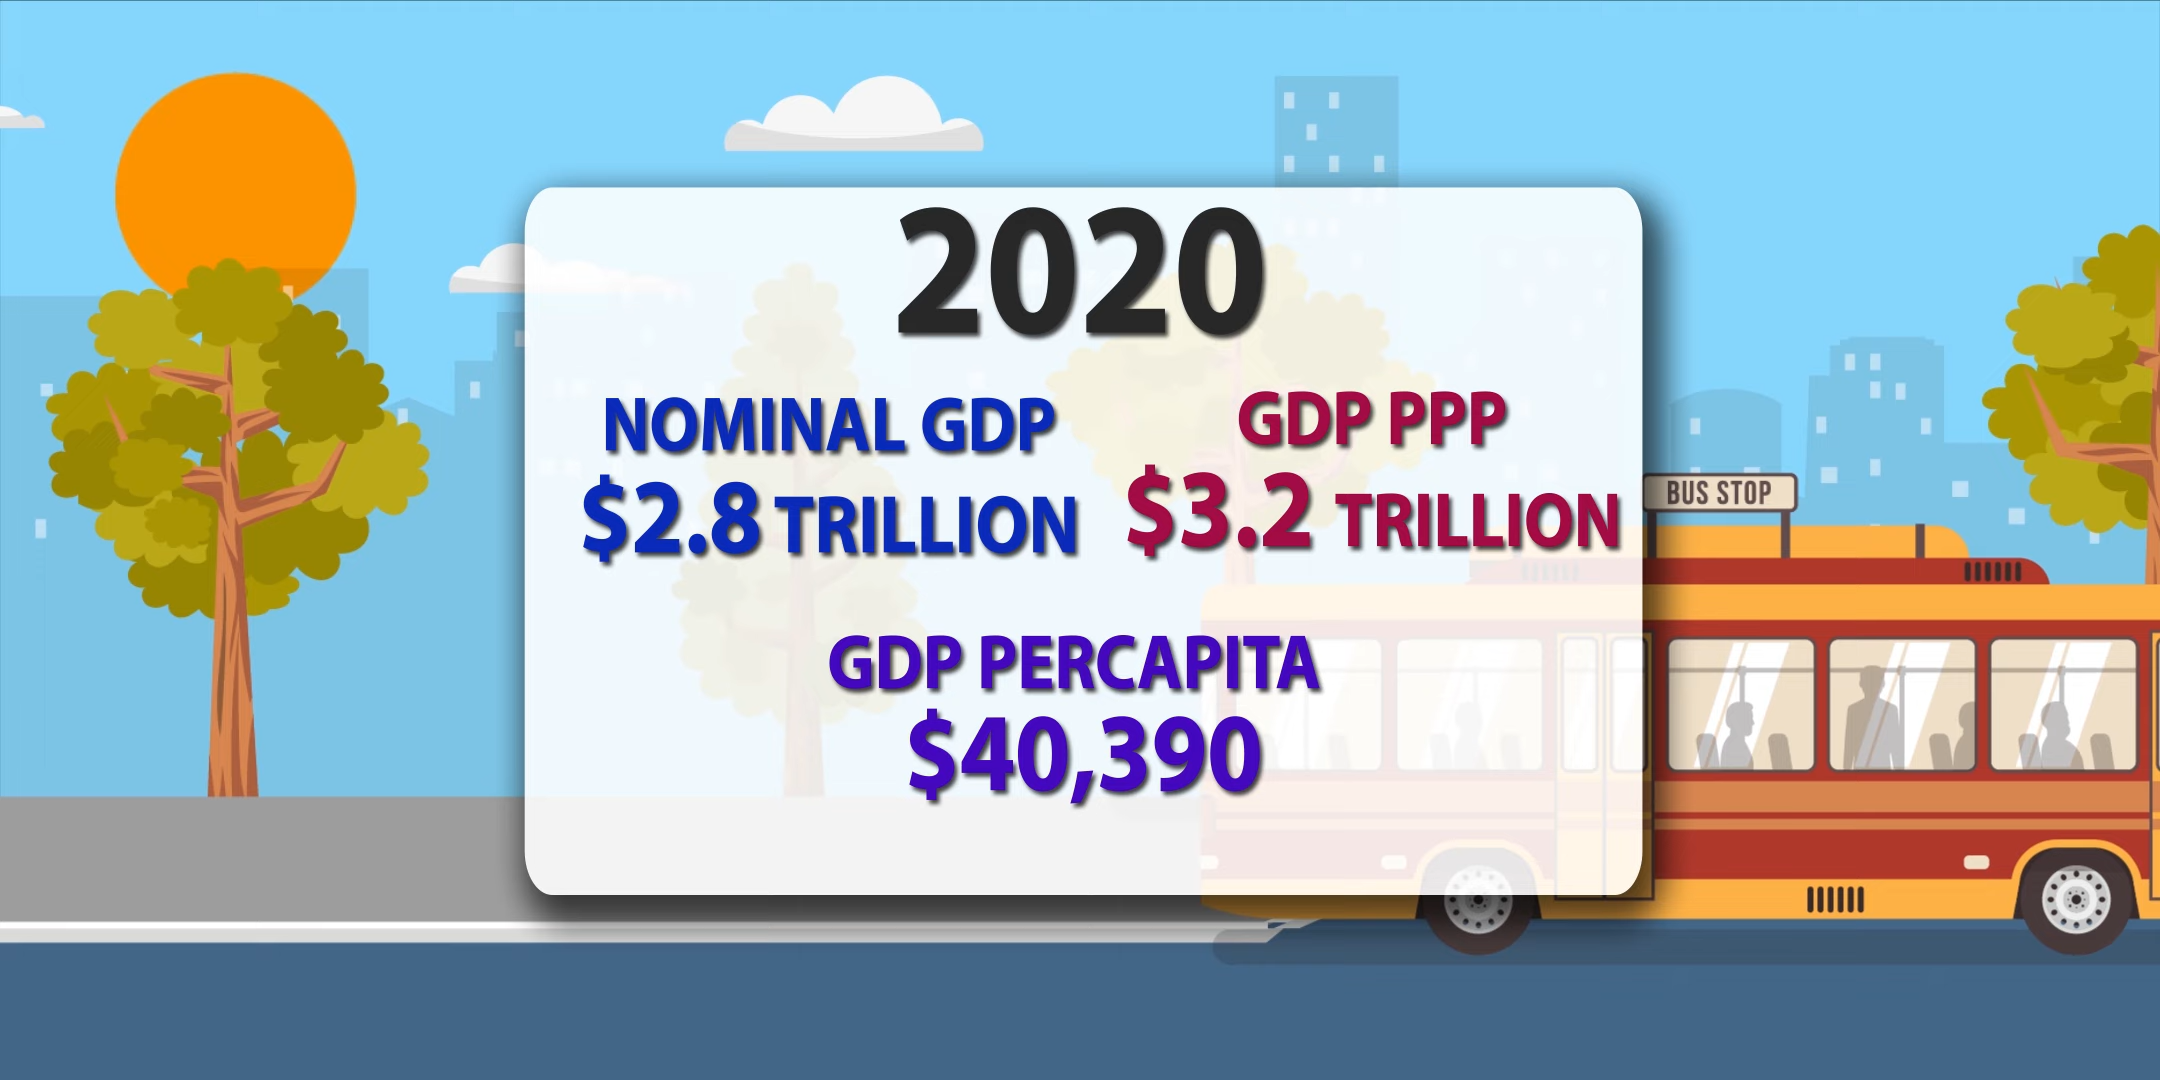 2020
NOMINAL GDP
$2.8 TRILLION
GDP PPP
$3.2 TRILLION
GDP PERCAPITA
$40,390
BUS STOP